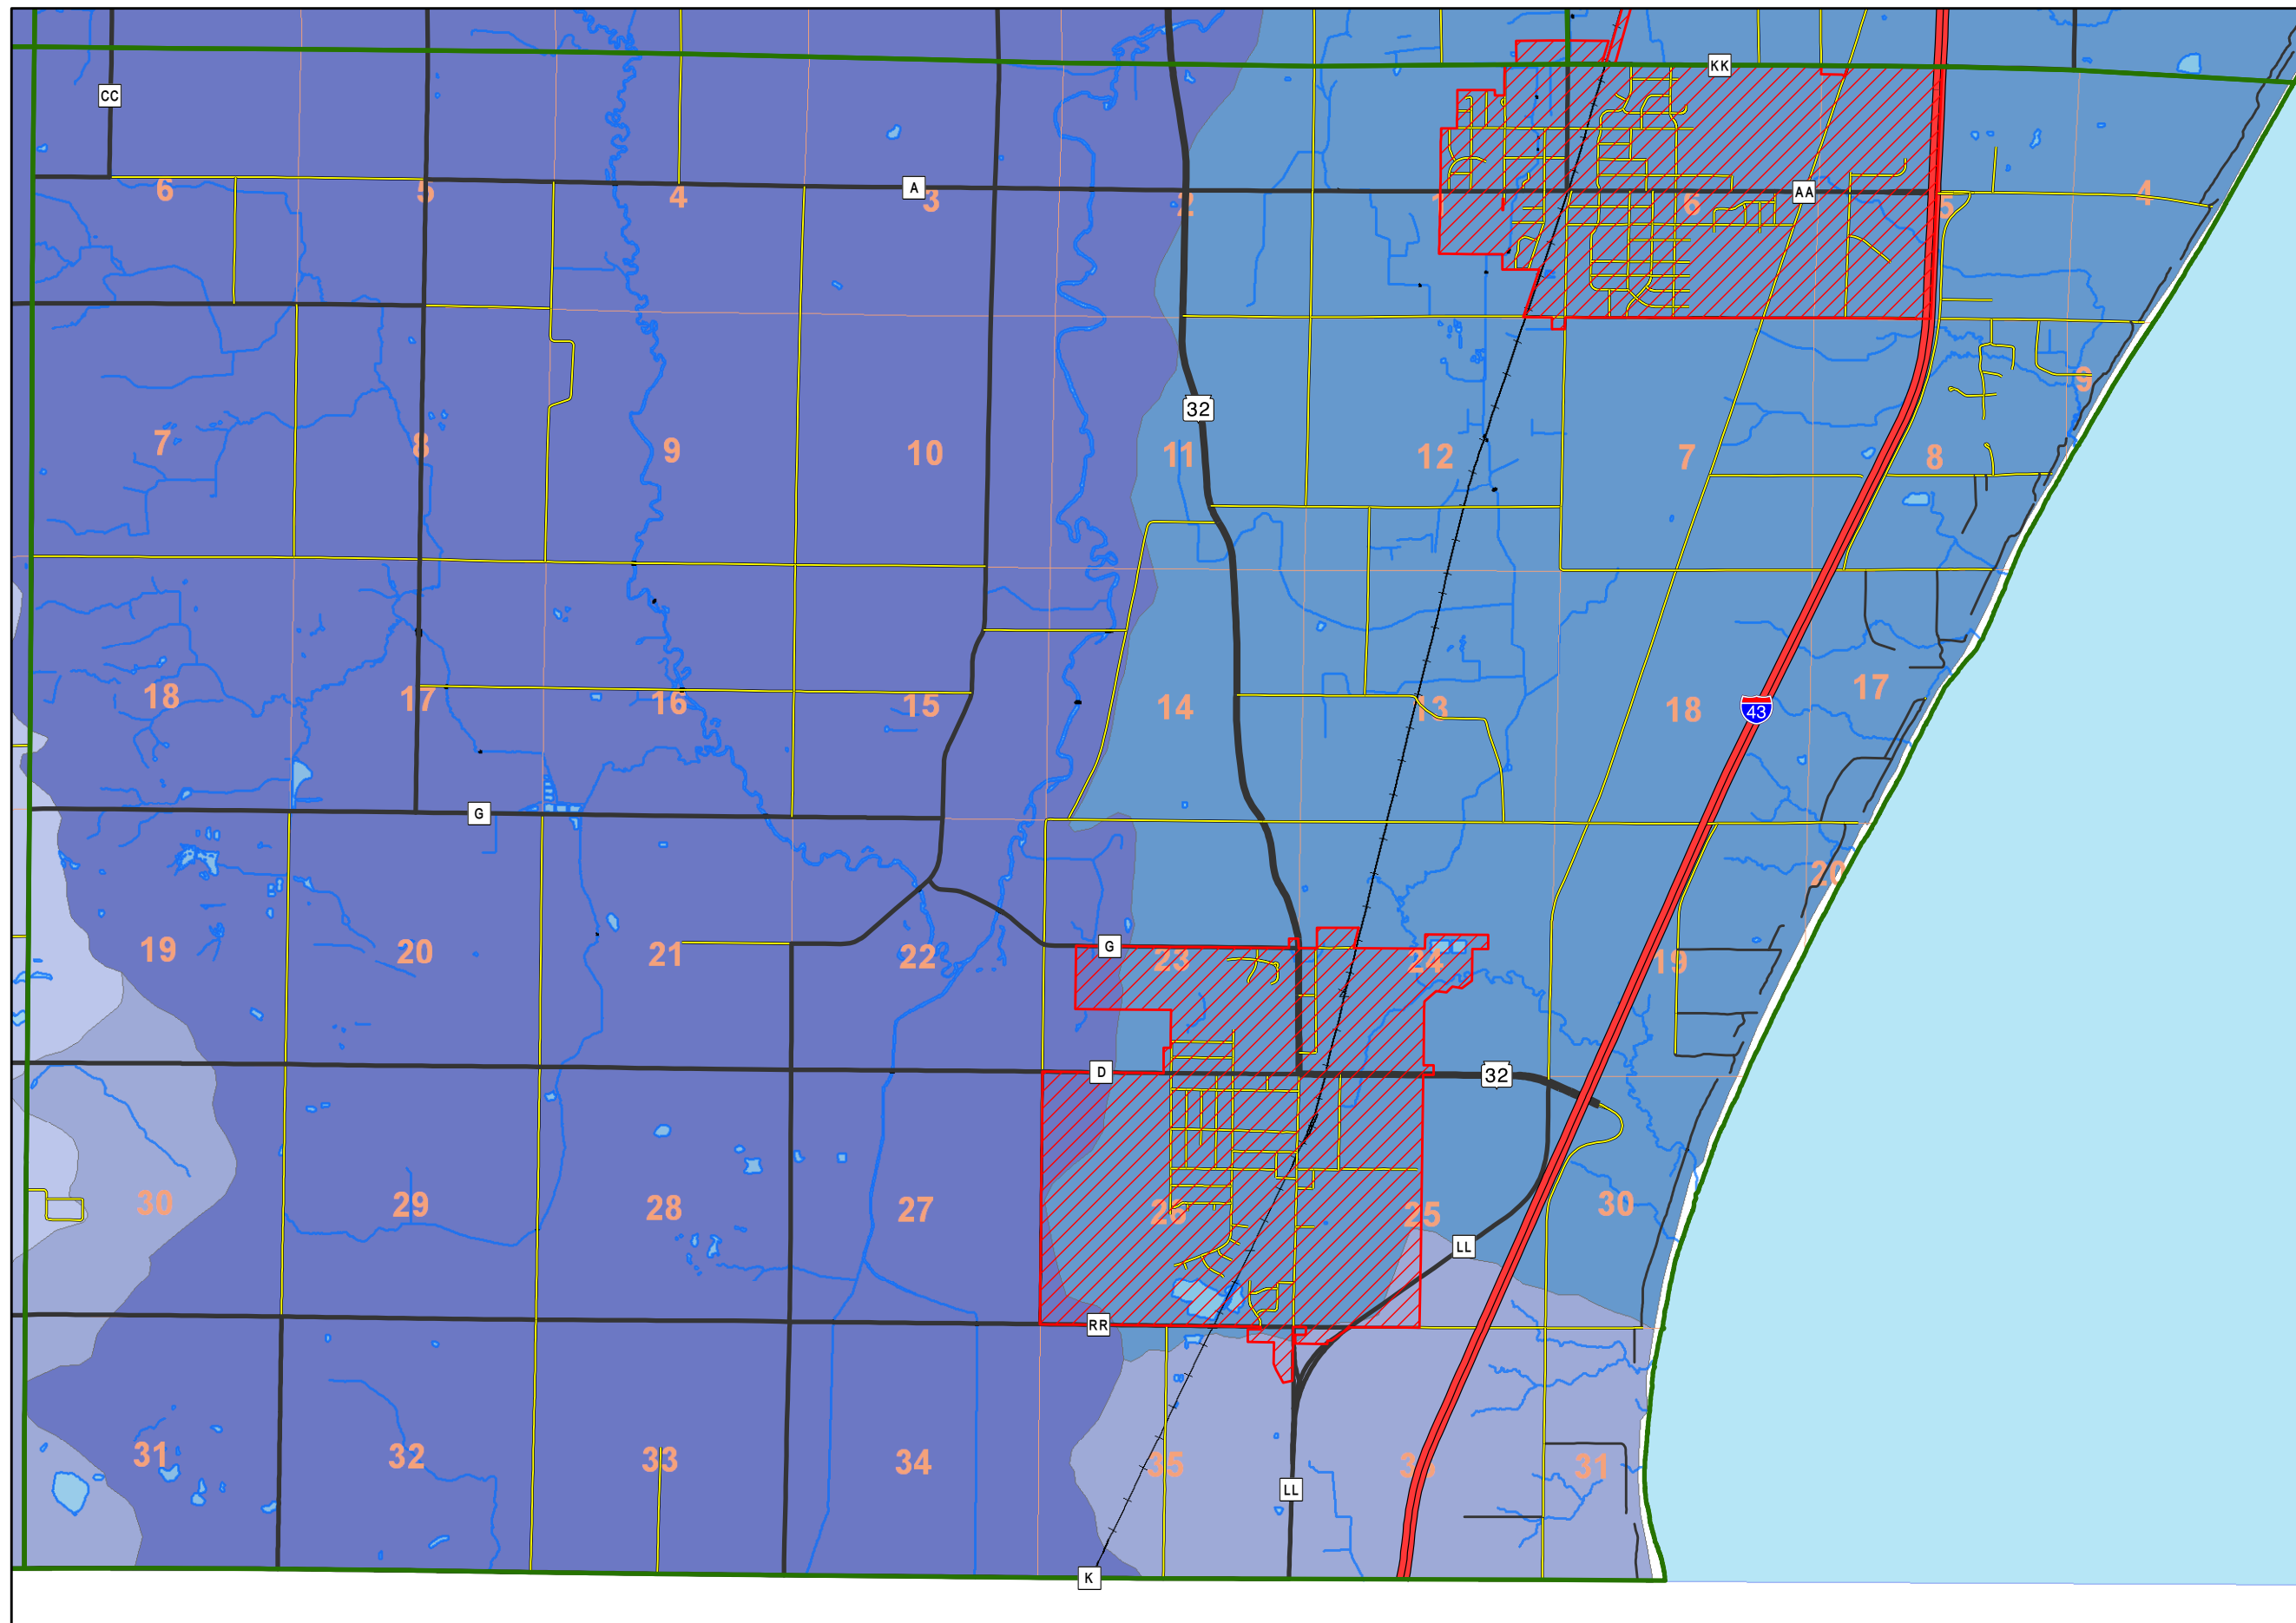 KK
CC
6 5 4 A 3 2 1 6 AA 5 4
9
32
7 8 9 10 11 12 7 8
18 17 16 15 14 13 18 43 17
G
20
19 20 21 22 G 23 24 19
D 32
30 29 28 27 26 25 30
LL
RR
31 32 33 34 35 36 31
LL
K